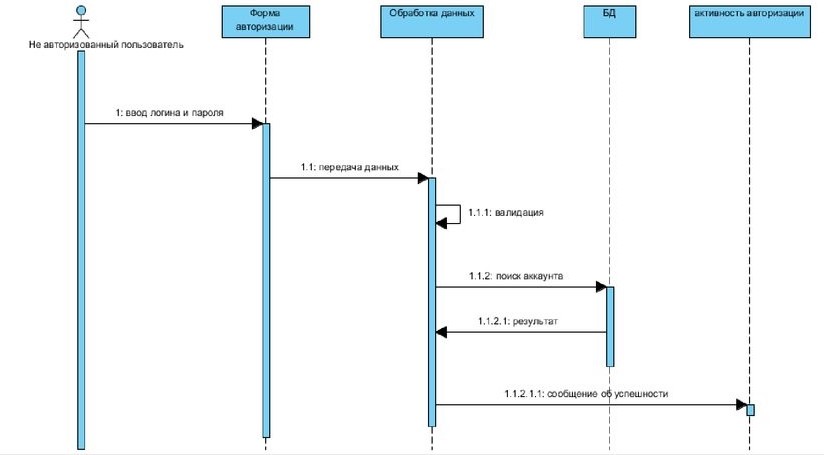 Форма
авторизации
Обработка данных
БД
активность авторизации
Не авторизованный пользователь
1: ввод логина и пароля
1.1: передача данных
1.1.1: валидация
1.1.2: поиск аккаунта
1.1.2.1: результат
1.1.2.1.1: сообщение об успешности